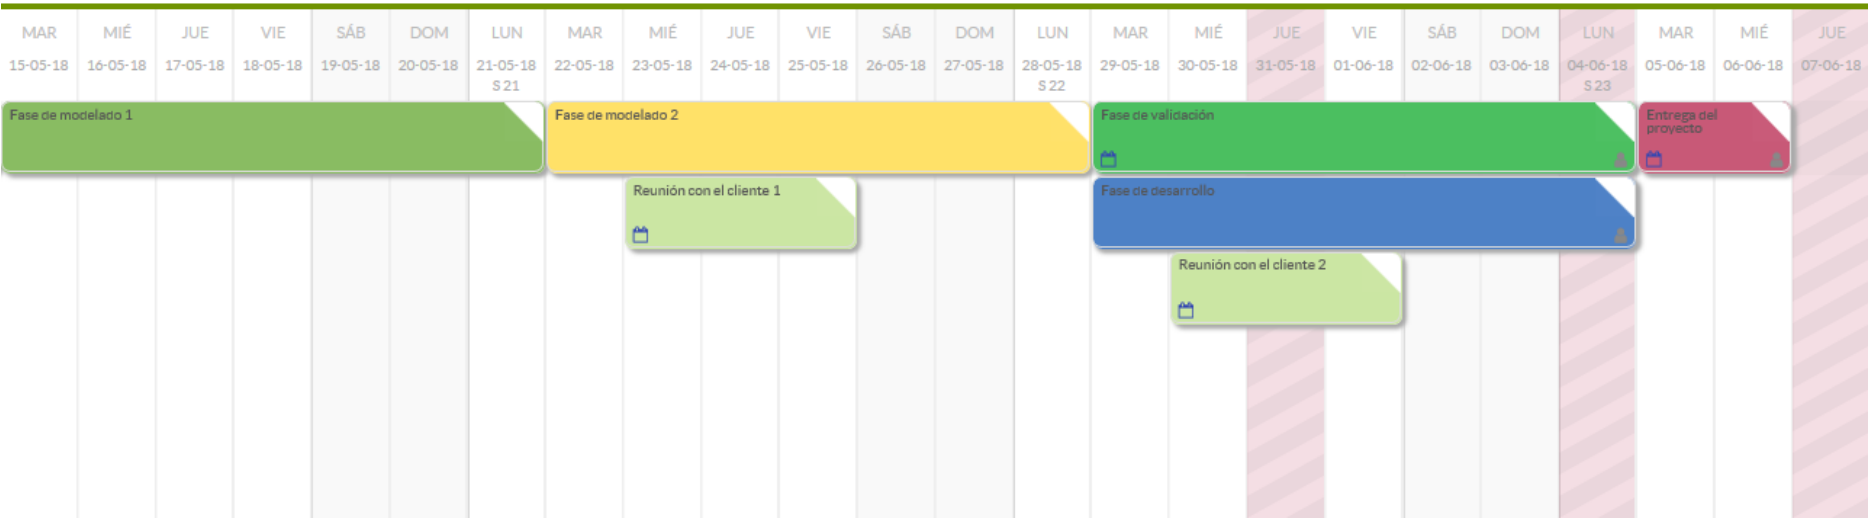 MAR MIÉ JUE VIE SÁB DOM LUN MAR MIÉ JUE VIE SÁB DOM LUN MAR MIÉ JUE VIE SÁB DOM LUN MAR MIÉ JUE
15-05-18 16-05-18 17-05-18 18-05-18 19-05-18 20-05-18 21-05-18 22-05-18 23-05-18 24-05-18 25-05-18 26-05-18 27-05-18 28-05-18 29-05-18 30-05-18 31-05-18 01-06-18 02-06-18 03-06-18 04-06-18 05-06-18 06-06-18 07-06-18
S 21 S 22 S 23
Fase de modelado 1 Fase de modelado 2 Fase de validación Entrega del
proyecto
Reunión con el cliente 1 Fase de desarrollo
Reunión con el cliente 2